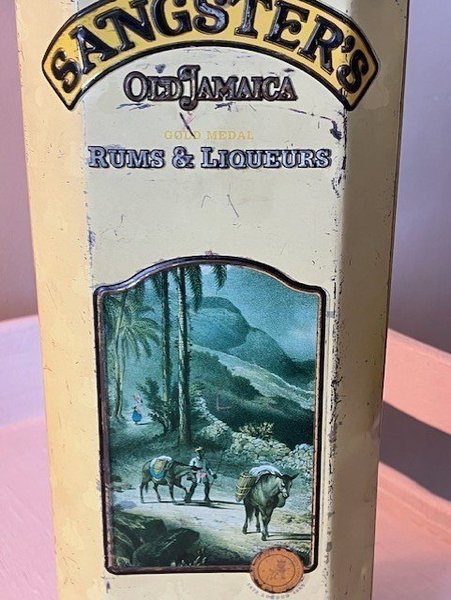 SANGSTER'S
OLD JAMAICA
GOLD MEDAL
RUMS & LIQUEURS